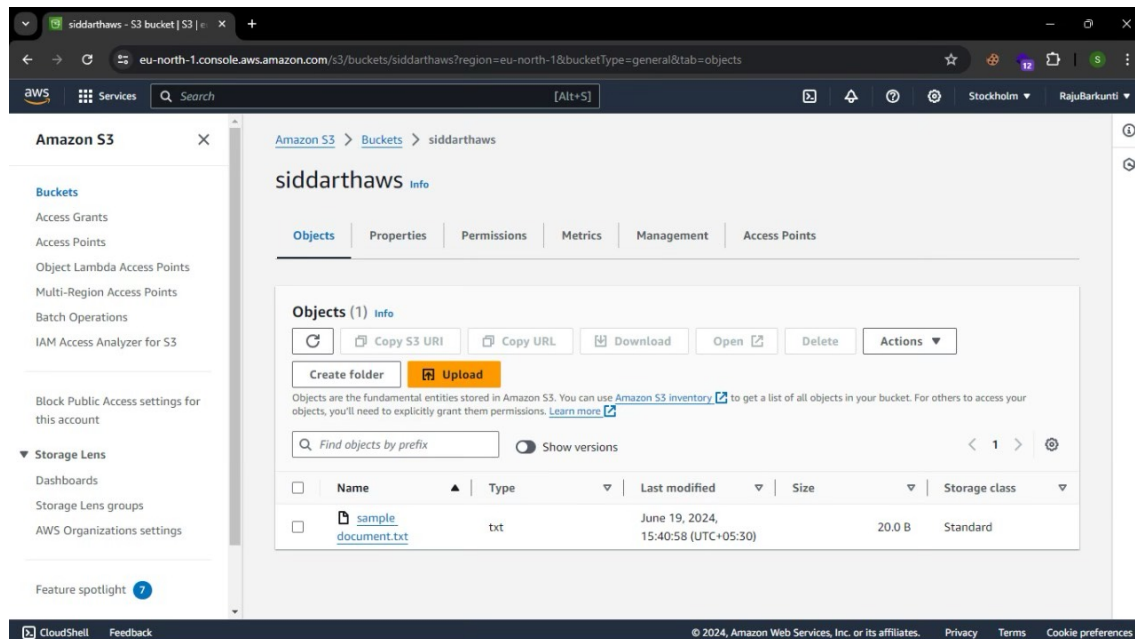 siddarthaws - S3 bucket | S3 | e
eu-north-1.console.aws.amazon.com/s3/buckets/siddarthaws?region=eu-north-1&bucketType=general&tab=objects
12
S
aws
Services
Search
[Alt+S]
Stockholm
RajuBarkunti
Amazon S3
Buckets
Access Grants
Access Points
Object Lambda Access Points
Multi-Region Access Points
Batch Operations
IAM Access Analyzer for S3
Block Public Access settings for
this account
Storage Lens
Dashboards
Storage Lens groups
AWS Organizations settings
Feature spotlight 7
Amazon S3 > Buckets > siddarthaws
siddarthaws Info
Objects Properties Permissions Metrics Management Access Points
Objects (1) Info
Copy S3 URI Copy URL Download Open Delete Actions
Create folder Upload
Objects are the fundamental entities stored in Amazon S3. You can use Amazon S3 inventory to get a list of all objects in your bucket. For others to access your
objects, you'll need to explicitly grant them permissions. Learn more
Find objects by prefix Show versions 1
Name Type Last modified Size Storage class
sample
document.txt
txt
June 19, 2024,
15:40:58 (UTC+05:30)
20.0 B
Standard
CloudShell Feedback © 2024, Amazon Web Services, Inc. or its affiliates. Privacy Terms Cookie preferences